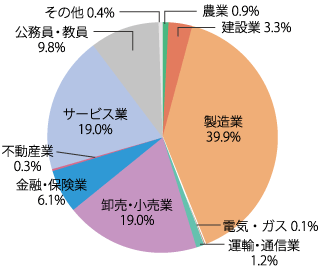 その他 0.4%
農業 0.9%
公務員・教員
9.8%
建設業 3.3%
サービス業
19.0%
製造業
39.9%
不動産業
0.3%
金融・保険業
6.1%
卸売・小売業
19.0%
電気・ガス 0.1%
運輸・通信業
1.2%